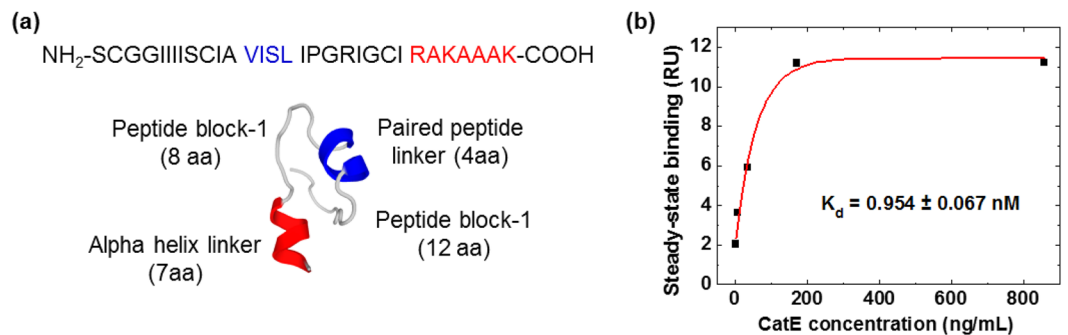 (a)
NH2-SCGGIIIISCIA VISL IPGRIGCI RAKAAAK-COOH
Peptide block-1
(8 aa)
Paired peptide
linker (4aa)
Alpha helix linker
(7aa)
Peptide block-1
(12 aa)
(b)
Steady-state binding (RU)
12
10
8
6
4
2
0
Kd = 0.954 ± 0.067 nM
0 200 400 600 800
CatE concentration (ng/mL)